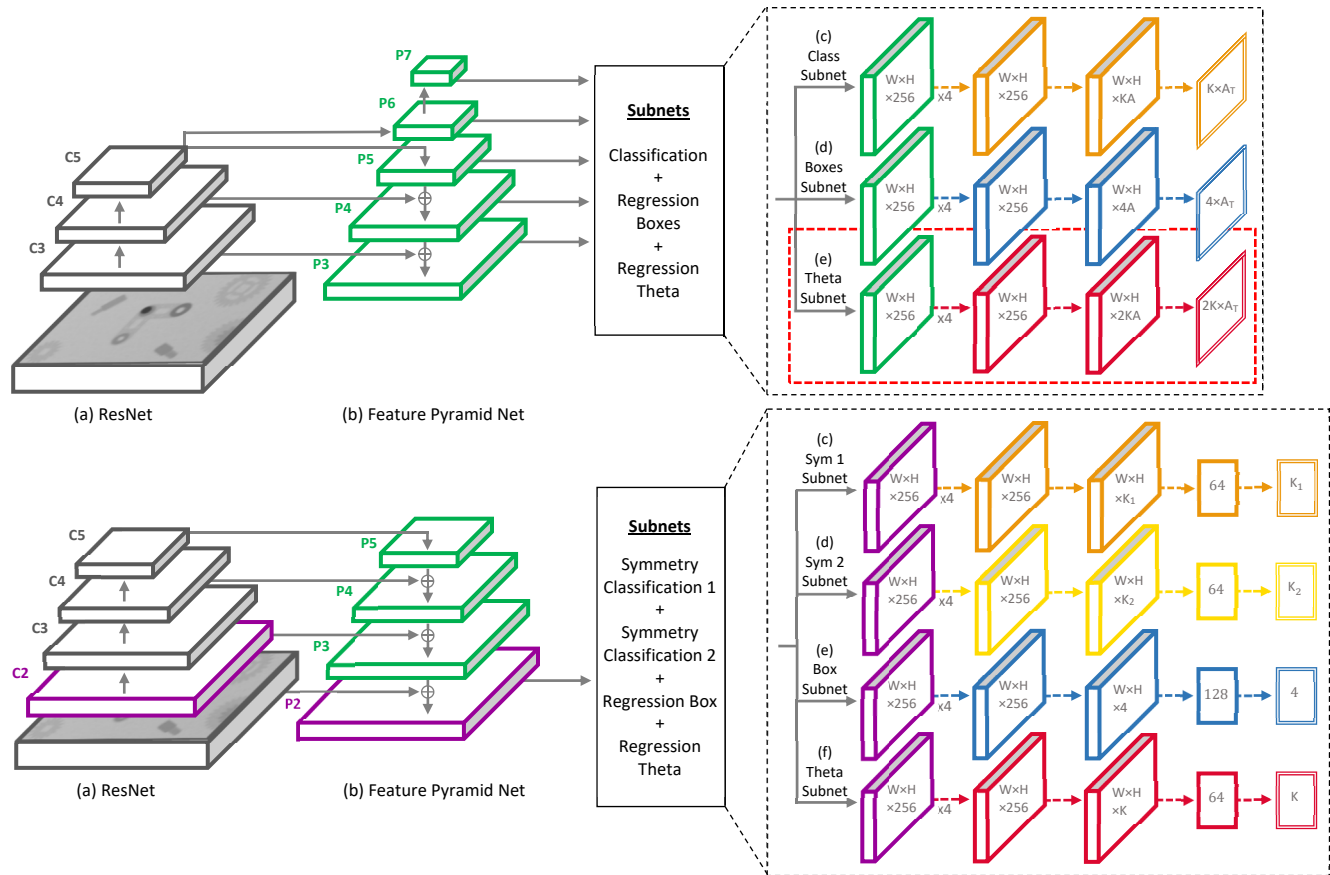 P7
P6
C5
P5
C4
P4
C3
P3
(a) ResNet
(b) Feature Pyramid Net
Subnets
Classification
+
Regression
Boxes
+
Regression
Theta
(c)
Class
Subnet
W×H
×256
x4
W×H
×256
W×H
×KA
K×A_T
(d)
Boxes
Subnet
W×H
×256
x4
W×H
×256
W×H
×4A
4×A_T
(e)
Theta
Subnet
W×H
×256
x4
W×H
×256
W×H
×2KA
2K×A_T
C5
P5
C4
P4
C3
P3
C2
P2
(a) ResNet
(b) Feature Pyramid Net
Subnets
Symmetry
Classification 1
+
Symmetry
Classification 2
+
Regression Box
+
Regression
Theta
(c)
Sym 1
Subnet
W×H
×256
x4
W×H
×256
W×H
×K₁
64
K₁
(d)
Sym 2
Subnet
W×H
×256
x4
W×H
×256
W×H
×K₂
64
K₂
(e)
Box
Subnet
W×H
×256
x4
W×H
×256
W×H
×4
128
4
(f)
Theta
Subnet
W×H
×256
x4
W×H
×256
W×H
×K
64
K